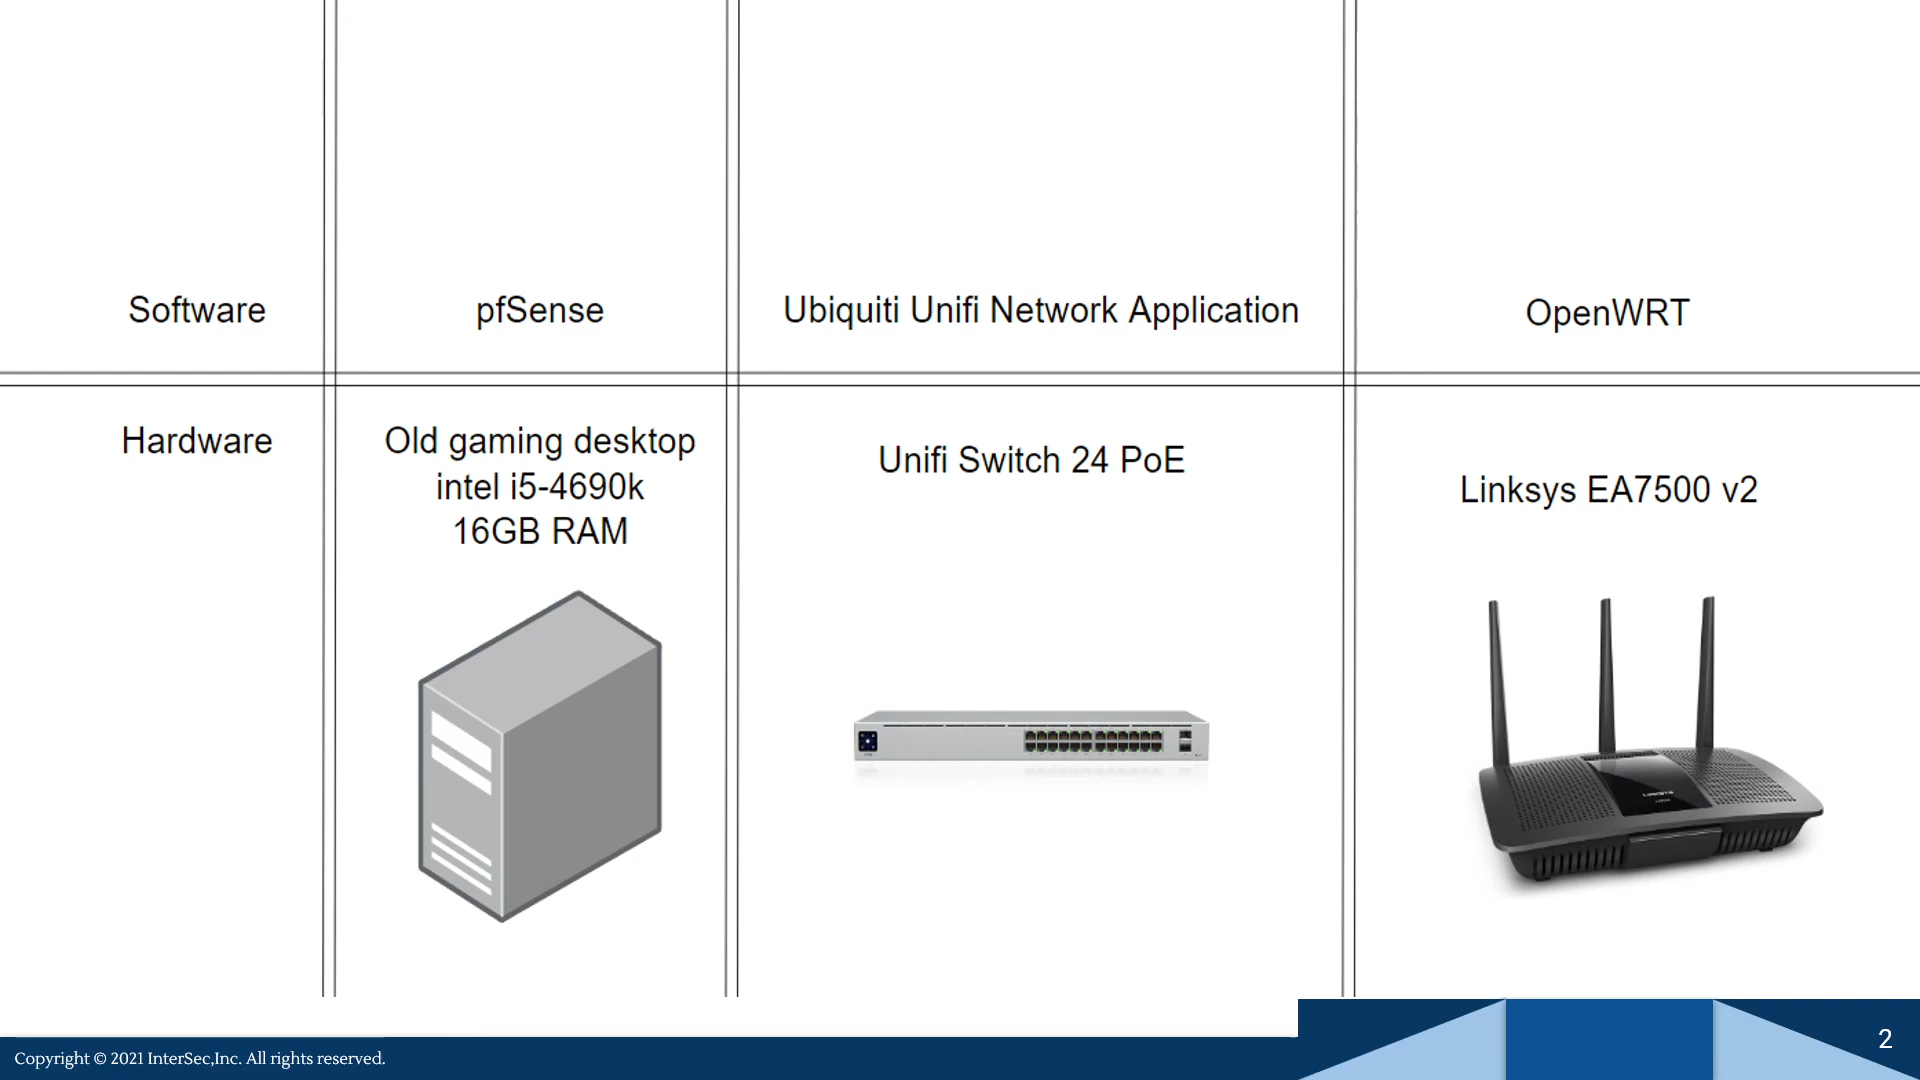 Software
pfSense
Ubiquiti Unifi Network Application
OpenWRT
Hardware
Old gaming desktop
intel i5-4690k
16GB RAM
Unifi Switch 24 PoE
Linksys EA7500 v2
Copyright © 2021 InterSec,Inc. All rights reserved.
2